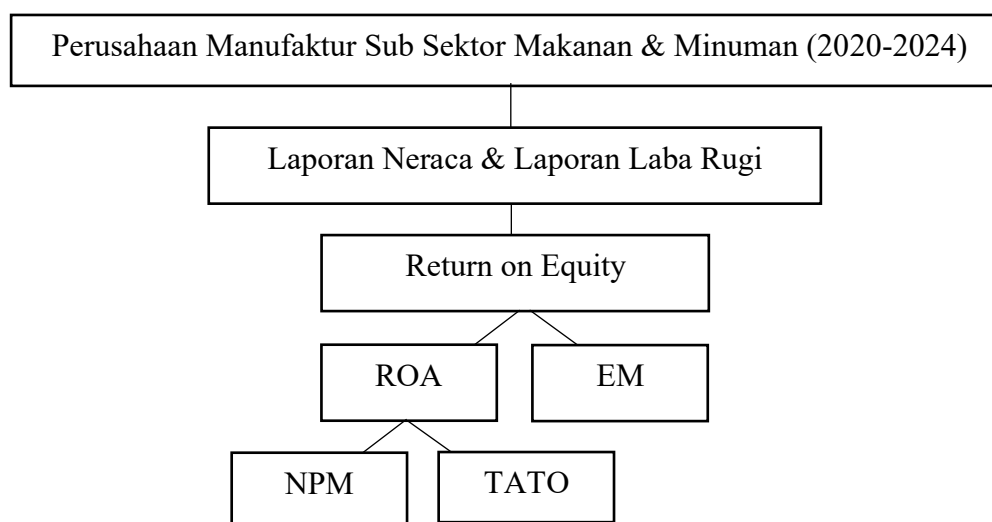 Perusahaan Manufaktur Sub Sektor Makanan & Minuman (2020-2024)
Laporan Neraca & Laporan Laba Rugi
Return on Equity
ROA
EM
NPM
TATO